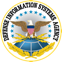 DEFENSE INFORMATION SYSTEMS AGENCY